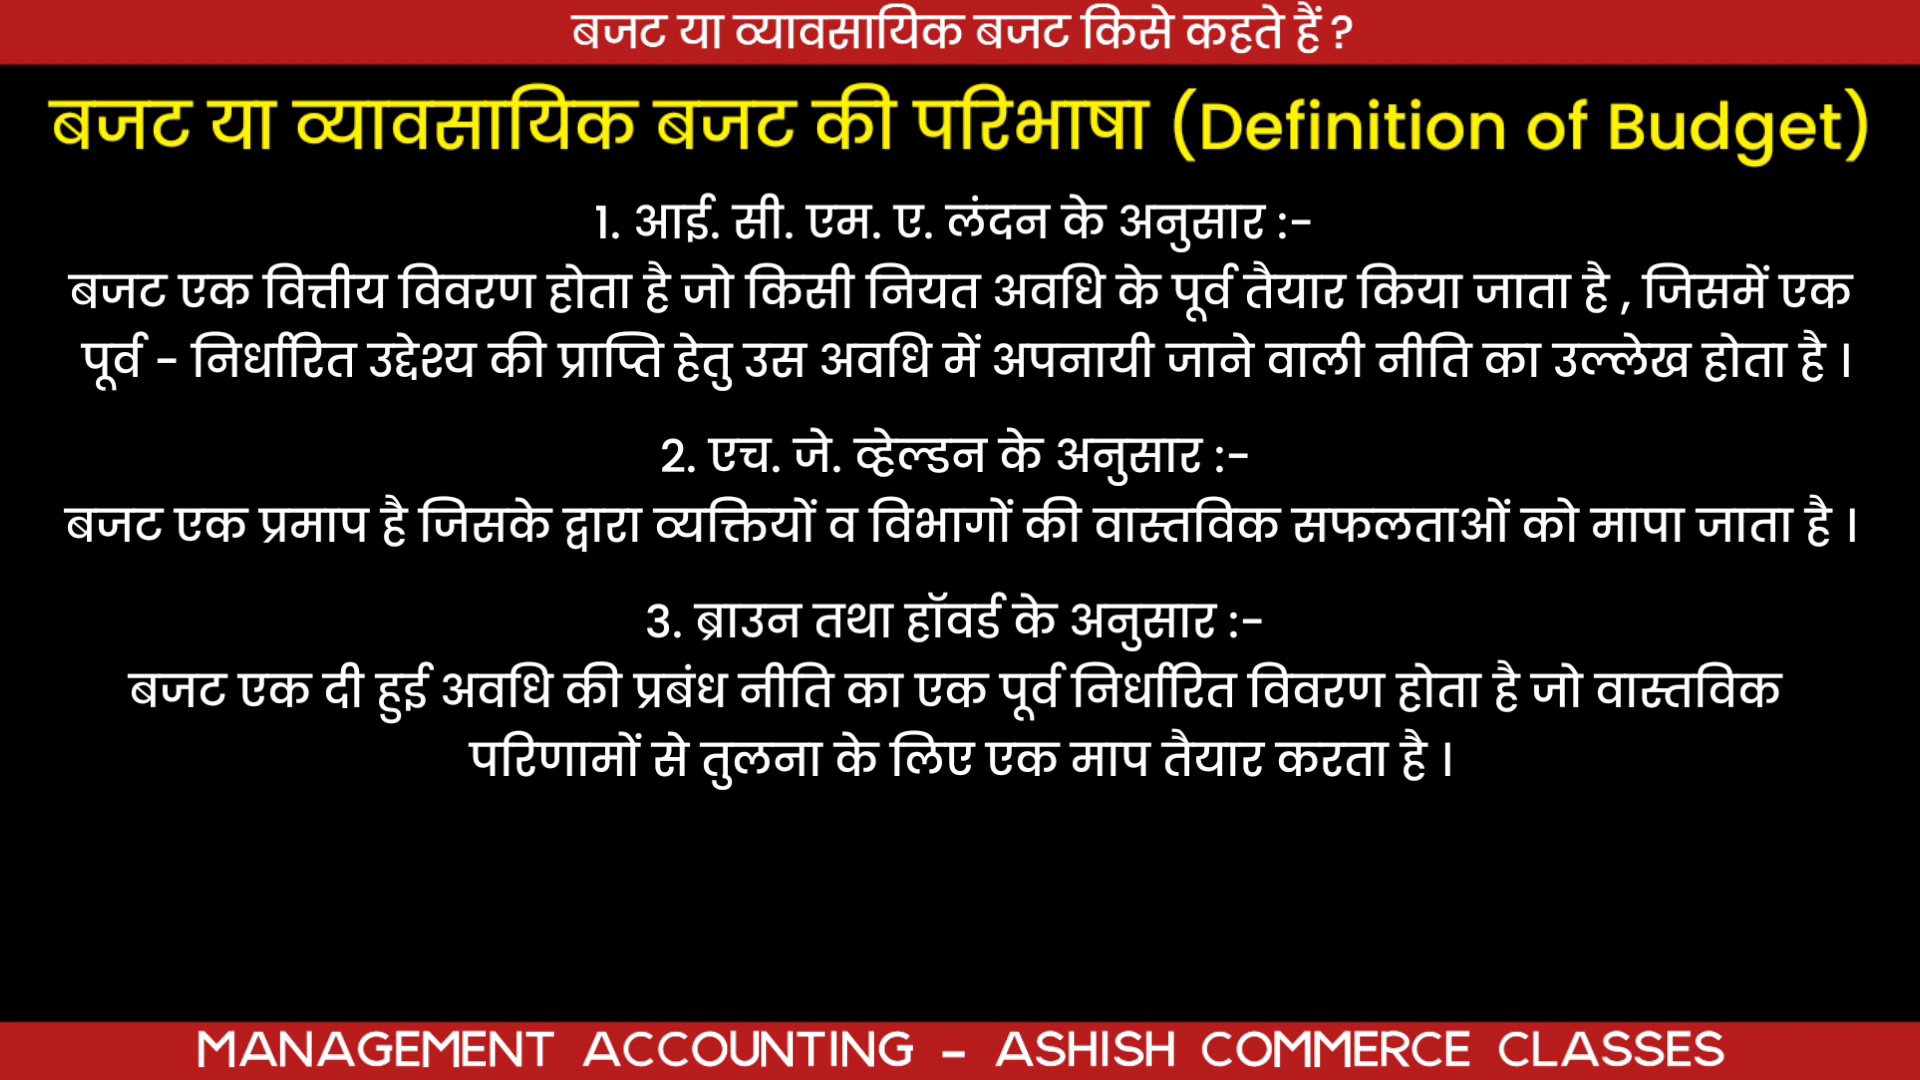 बजट या व्यावसायिक बजट किसे कहते हैं ?
बजट या व्यावसायिक बजट की परिभाषा (Definition of Budget)
1. आई. सी. एम. ए. लंदन के अनुसार :-
बजट एक वित्तीय विवरण होता है जो किसी नियत अवधि के पूर्व तैयार किया जाता है , जिसमें एक
पूर्व - निर्धारित उद्देश्य की प्राप्ति हेतु उस अवधि में अपनायी जाने वाली नीति का उल्लेख होता है ।
2. एच. जे. व्हेल्डन के अनुसार :-
बजट एक प्रमाप है जिसके द्वारा व्यक्तियों व विभागों की वास्तविक सफलताओं को मापा जाता है ।
3. ब्राउन तथा हॉवर्ड के अनुसार :-
बजट एक दी हुई अवधि की प्रबंध नीति का एक पूर्व निर्धारित विवरण होता है जो वास्तविक
परिणामों से तुलना के लिए एक माप तैयार करता है ।
MANAGEMENT ACCOUNTING - ASHISH COMMERCE CLASSES